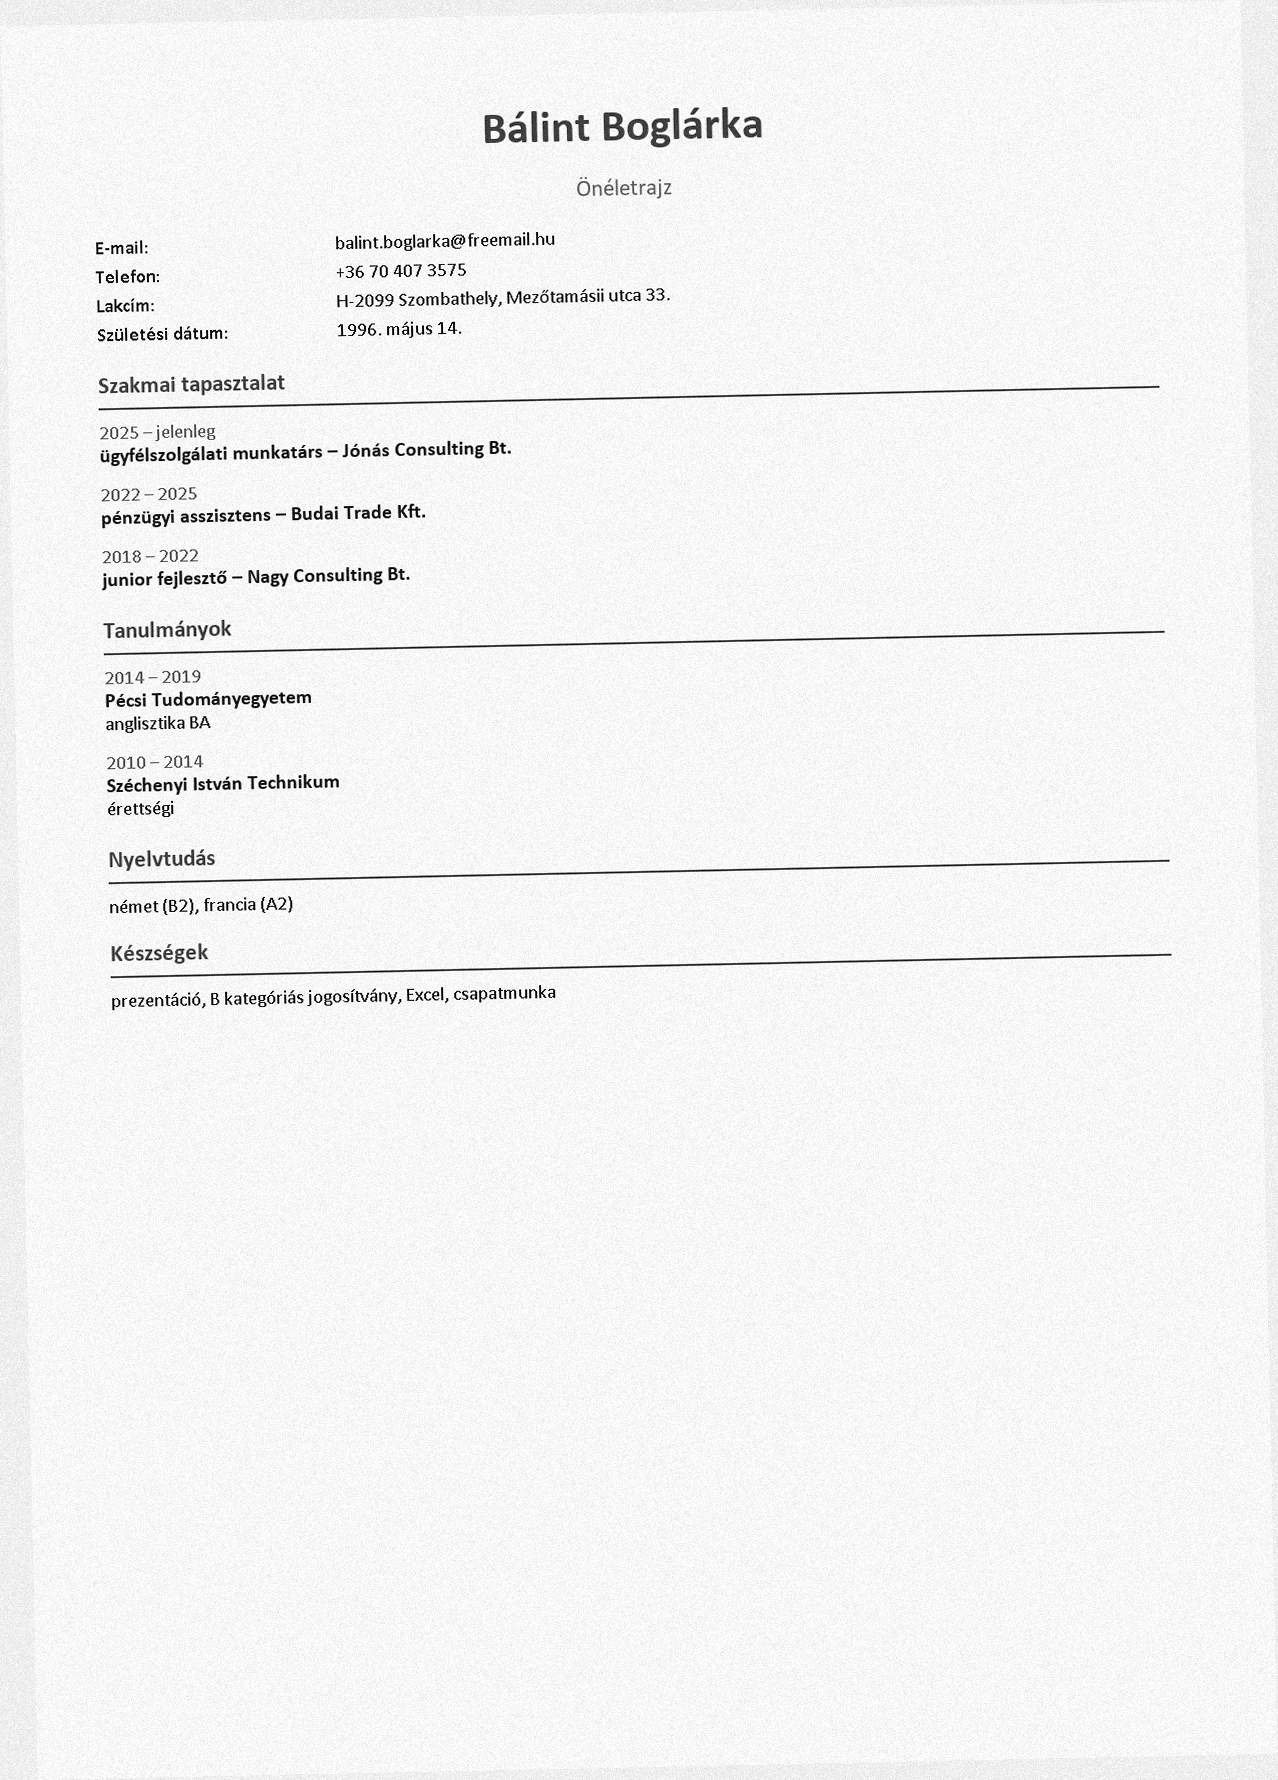 Bálint Boglárka
Önéletrajz
E-mail: balint.boglarka@freemail.hu
Telefon: +36 70 407 3575
Lakcím: H-2099 Szombathely, Mezőtamásii utca 33.
Születési dátum: 1996. május 14.
Szakmai tapasztalat
2025 – jelenleg
ügyfélszolgálati munkatárs – Jónás Consulting Bt.
2022 – 2025
pénzügyi asszisztens – Budai Trade Kft.
2018 – 2022
junior fejlesztő – Nagy Consulting Bt.
Tanulmányok
2014 – 2019
Pécsi Tudományegyetem
anglisztika BA
2010 – 2014
Széchenyi István Technikum
érettségi
Nyelvtudás
német (B2), francia (A2)
Készségek
prezentáció, B kategóriás jogosítvány, Excel, csapatmunka